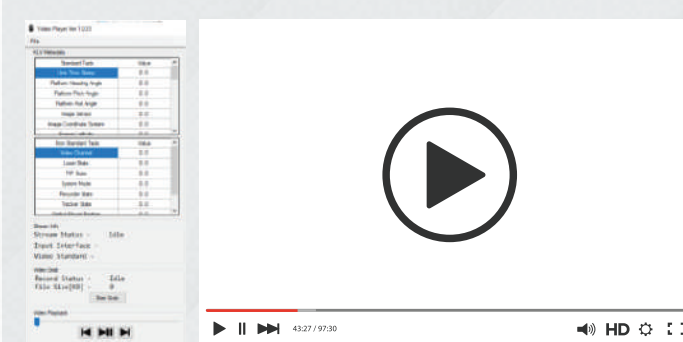 Video Player Ver 1.0.23
File
KLV Metadata
Standard Tags Value
Unix Time Stamp 0.0
Platform Heading Angle 0.0
Platform Pitch Angle 0.0
Platform Roll Angle 0.0
Image Sensor 0.0
Image Coordinate System 0.0
Non Standard Tags Value
Video Channel 0.0
Laser State 0.0
0.0
System Mode 0.0
Recorder State 0.0
Tracker State 0.0
Stream Info
Stream Status - Idle
Input Interface -
Video Standard -
Video Grab
Record Status - Idle
File Size[KB] - 0
Start Grab
Video Playback
43:27 / 97:30
HD